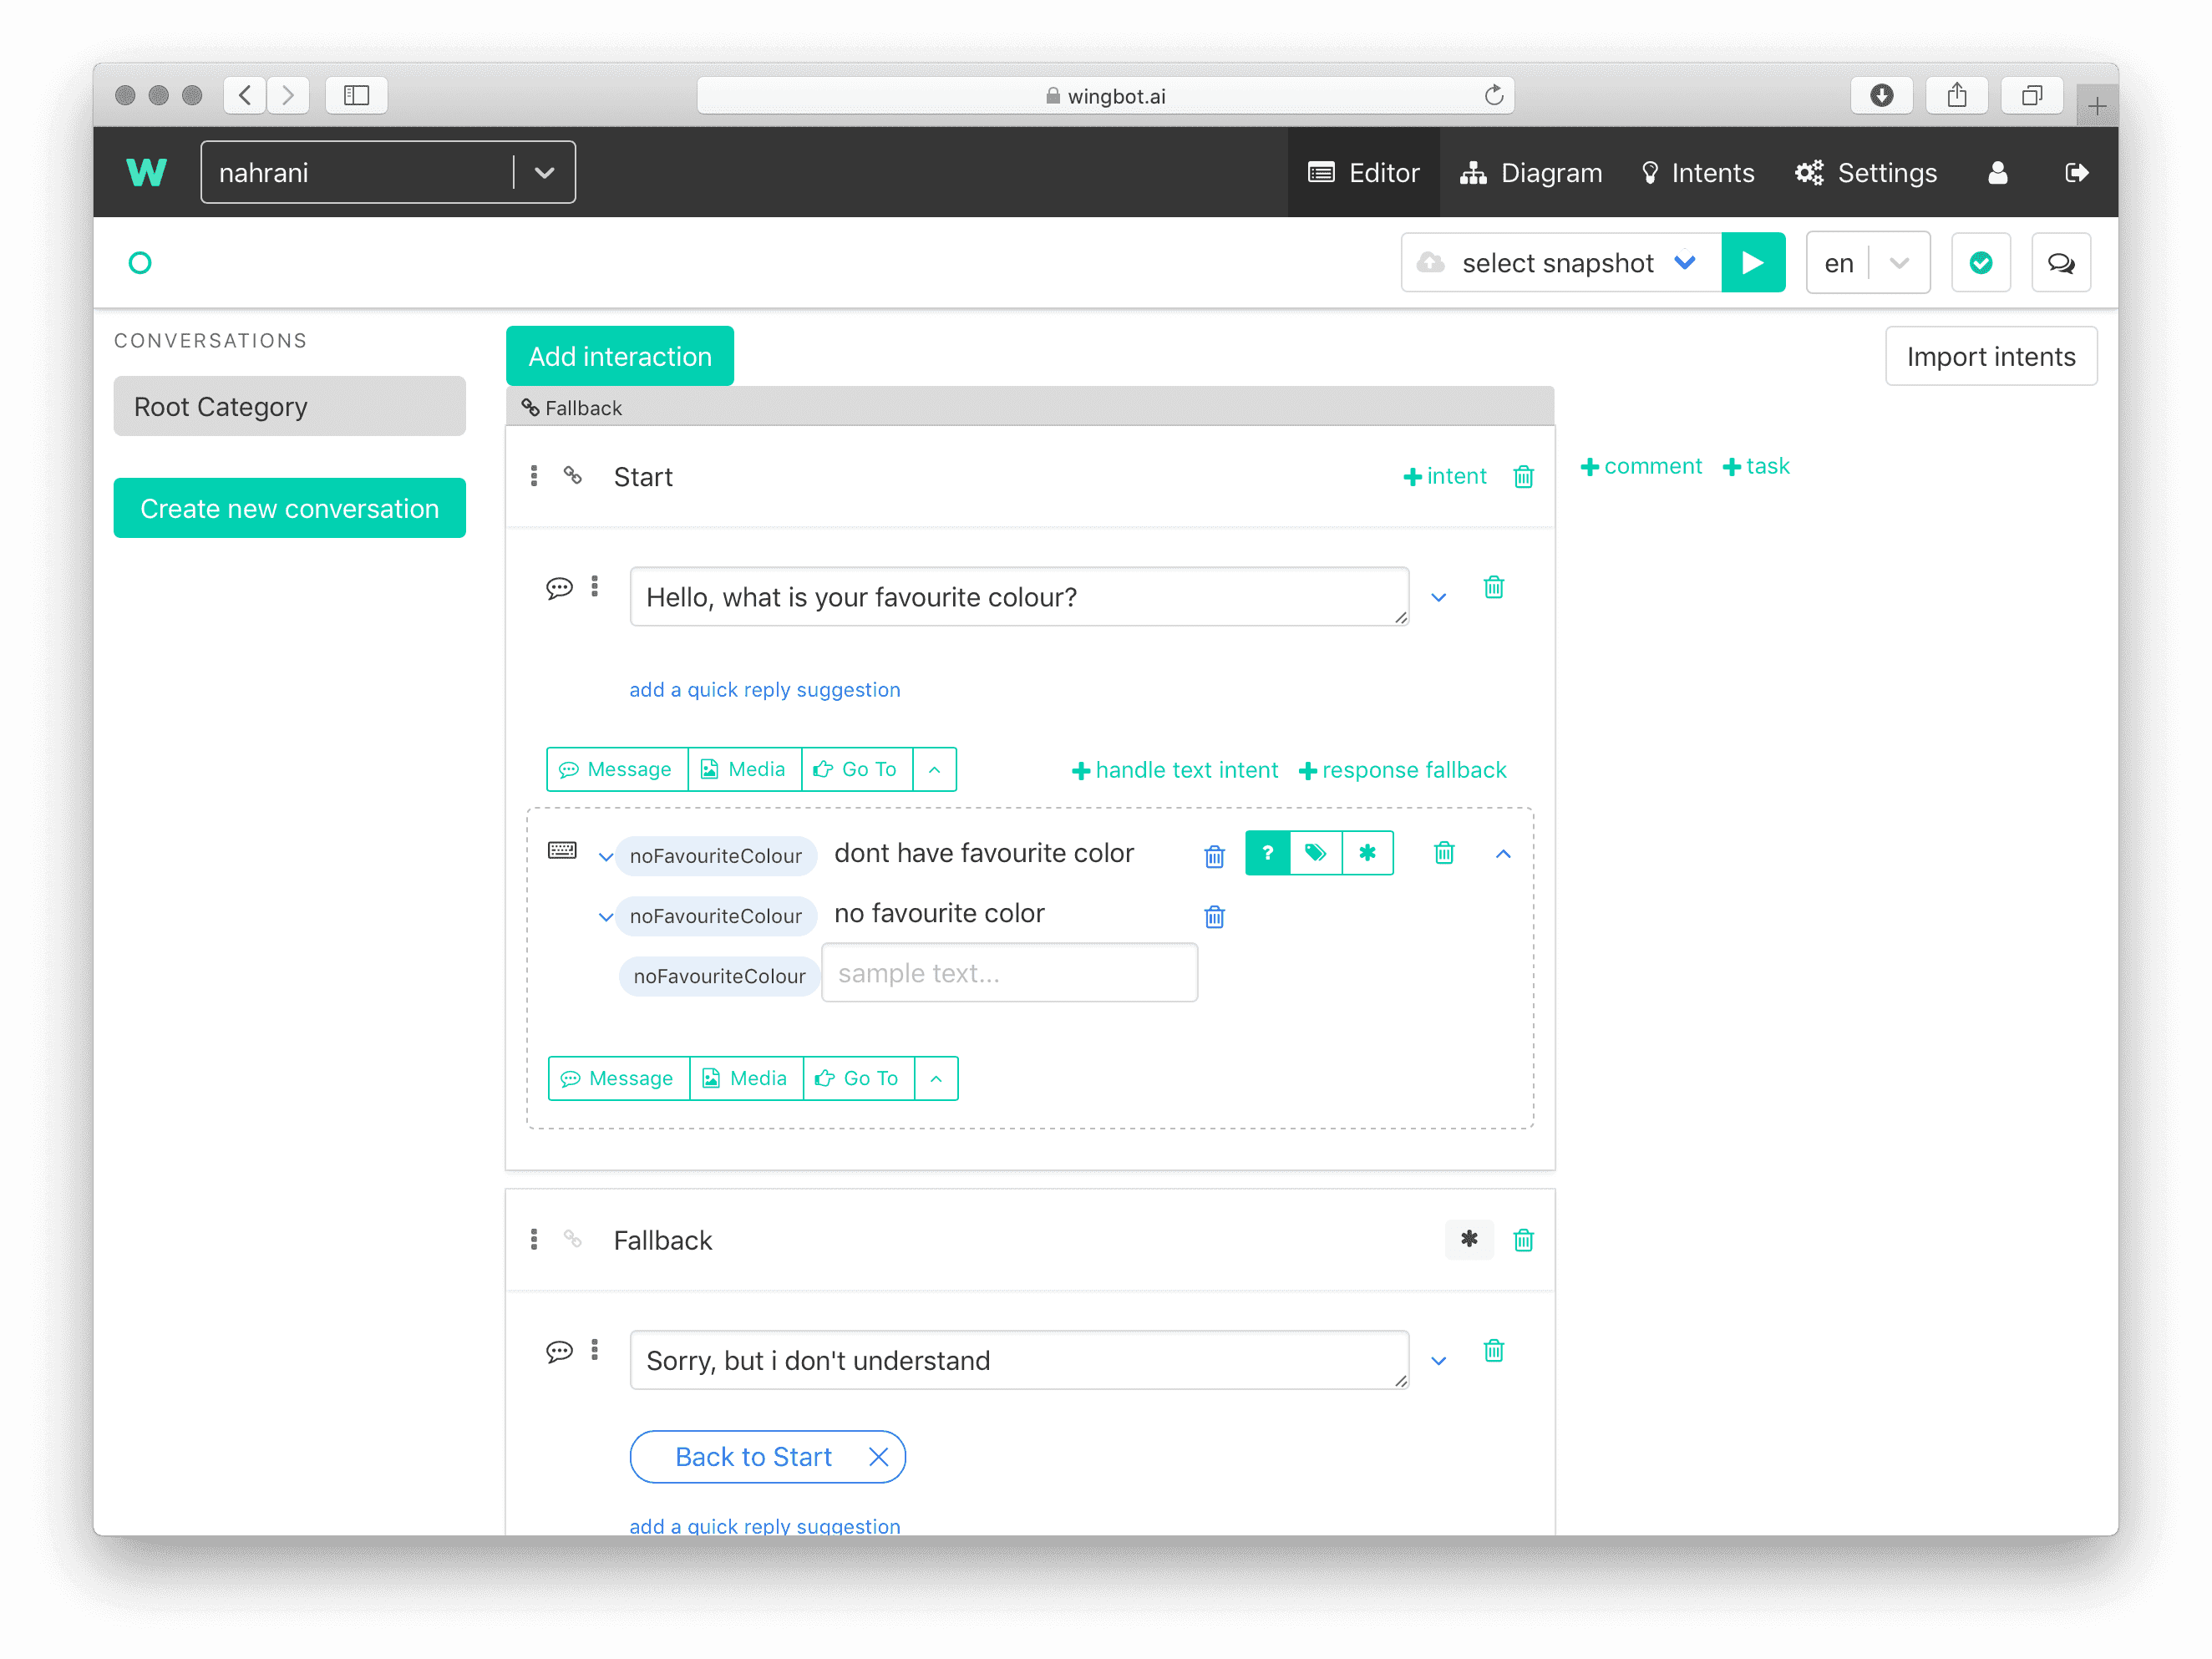 wingbot.ai
W nahrani Editor Diagram Intents Settings
select snapshot en
CONVERSATIONS
Root Category
Create new conversation
Add interaction
Import intents
Fallback
Start +intent
+comment +task
Hello, what is your favourite colour?
add a quick reply suggestion
Message Media Go To
+handle text intent +response fallback
noFavouriteColour dont have favourite color ? *
noFavouriteColour no favourite color
noFavouriteColour sample text...
Message Media Go To
Fallback *
Sorry, but i don't understand
Back to Start ×
add a quick reply suggestion